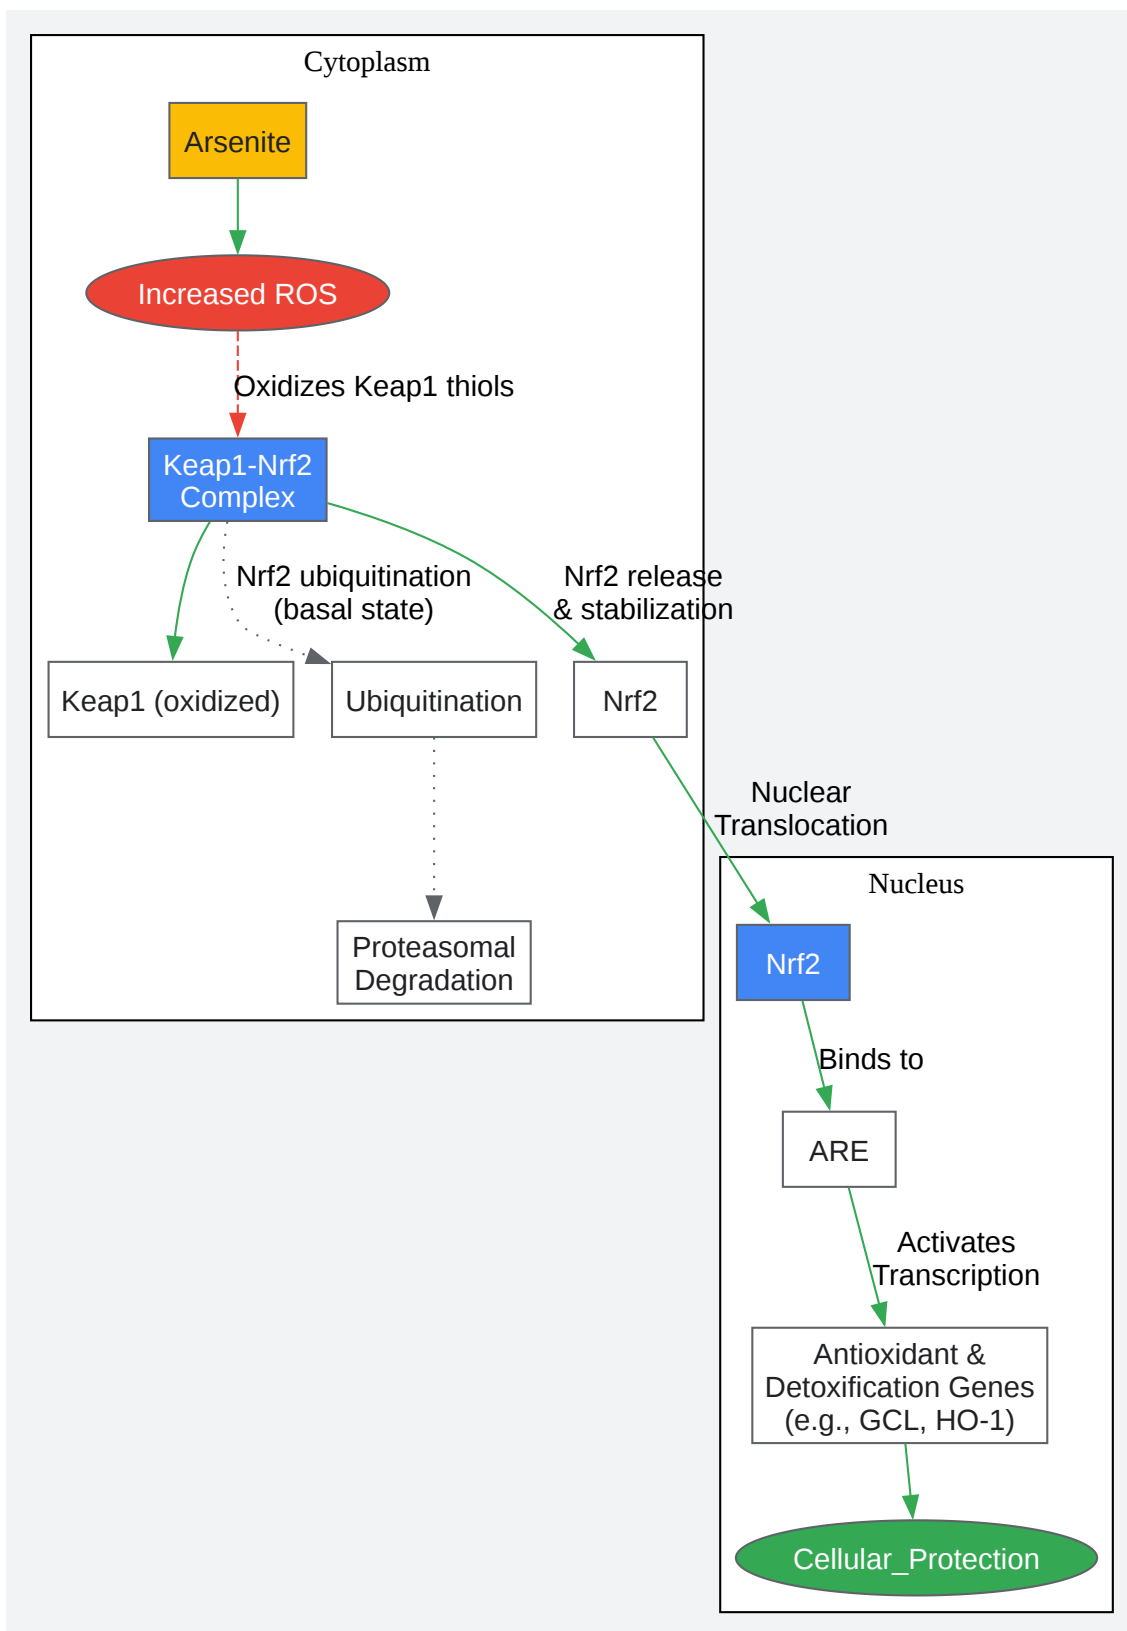 Cytoplasm
Arsenite
Increased ROS
Oxidizes Keap1 thiols
Keap1-Nrf2
Complex
Nrf2 ubiquitination
(basal state)
Nrf2 release
& stabilization
Keap1 (oxidized)
Ubiquitination
Nrf2
Nuclear
Translocation
Proteasomal
Degradation
Nucleus
Nrf2
Binds to
ARE
Activates
Transcription
Antioxidant &
Detoxification Genes
(e.g., GCL, HO-1)
Cellular_Protection